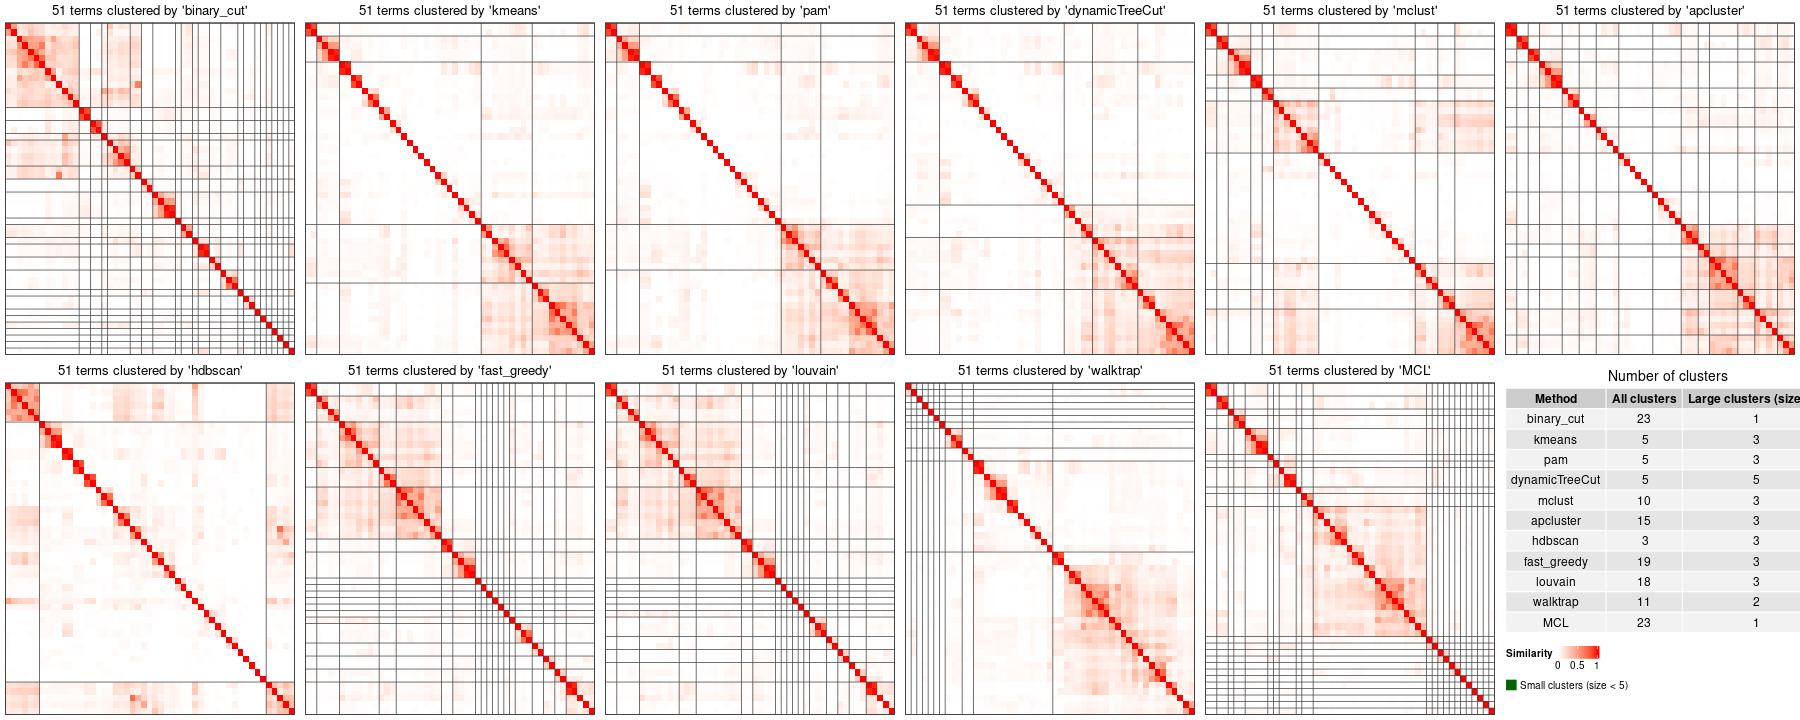 51 terms clustered by 'binary_cut'
51 terms clustered by 'kmeans'
51 terms clustered by 'pam'
51 terms clustered by 'dynamicTreeCut'
51 terms clustered by 'mclust'
51 terms clustered by 'apcluster'
51 terms clustered by 'hdbscan'
51 terms clustered by 'fast_greedy'
51 terms clustered by 'louvain'
51 terms clustered by 'walktrap'
51 terms clustered by 'MCL'
Number of clusters
Method All clusters Large clusters (size
binary_cut 23 1
kmeans 5 3
pam 5 3
dynamicTreeCut 5 5
mclust 10 3
apcluster 15 3
hdbscan 3 3
fast_greedy 19 3
louvain 18 3
walktrap 11 2
MCL 23 1
Similarity
0 0.5 1
Small clusters (size < 5)